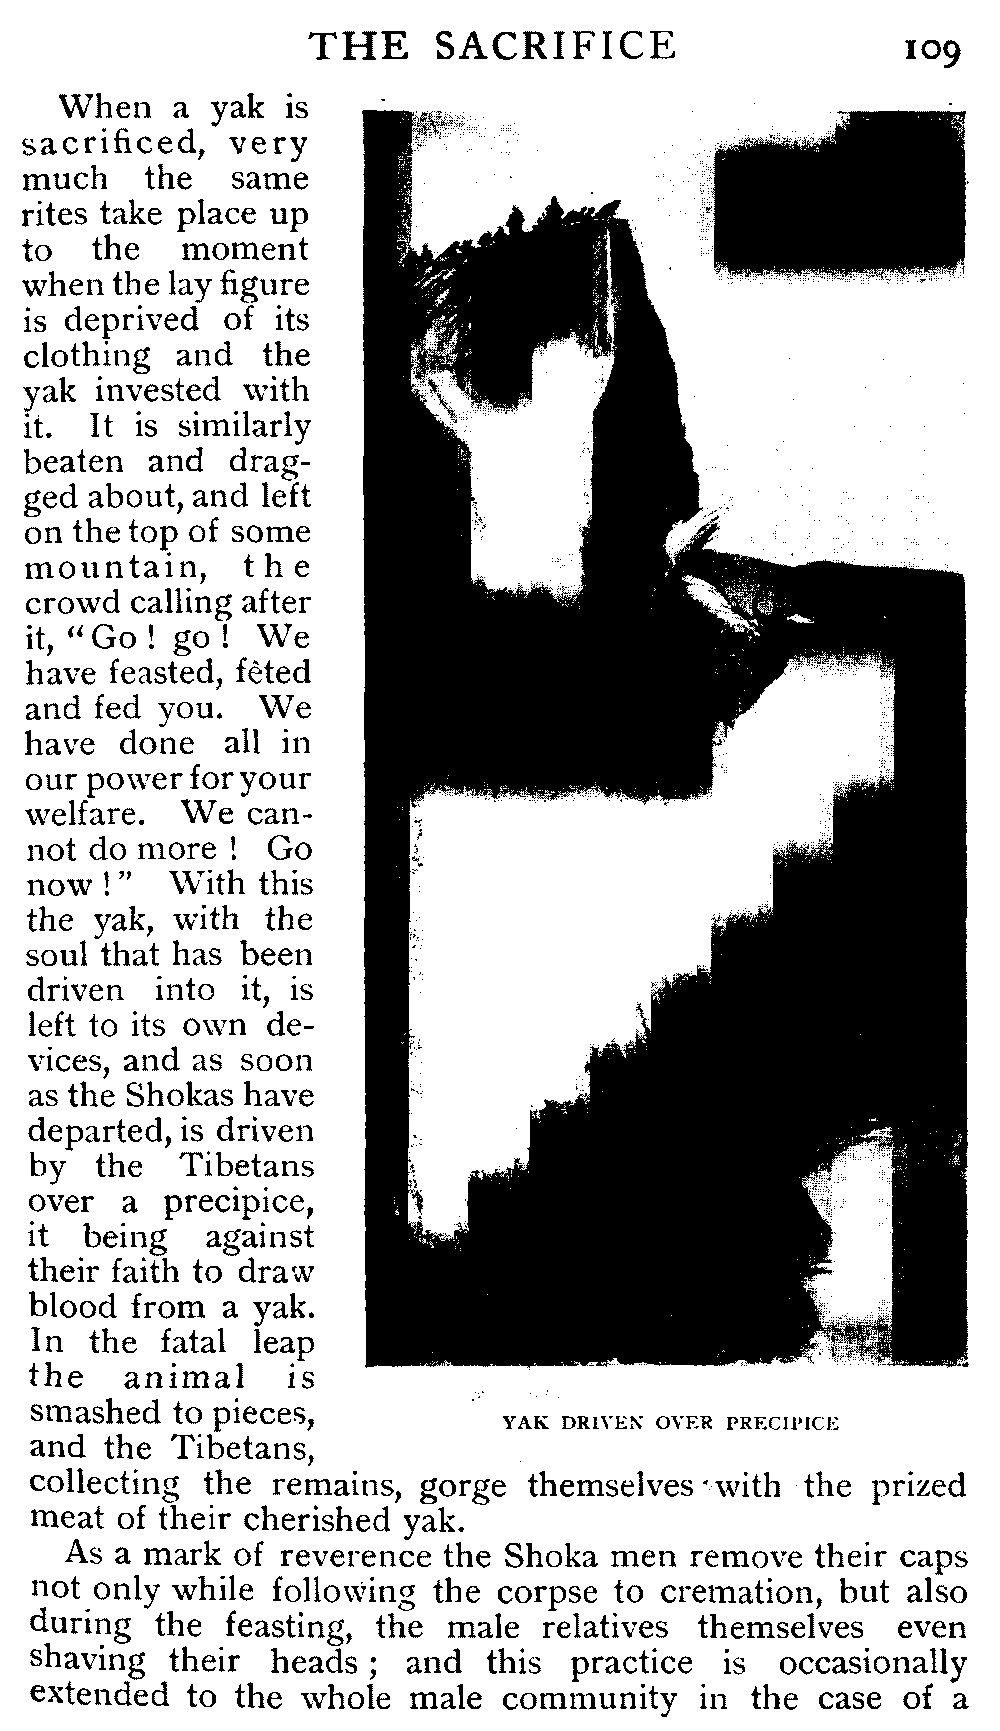 THE SACRIFICE 109
When a yak is
sacrificed, very
much the same
rites take place up
to the moment
when the lay figure
is deprived of its
clothing and the
yak invested with
it. It is similarly
beaten and drag-
ged about, and left
on the top of some
mountain, the
crowd calling after
it, “Go! go! We
have feasted, fêted
and fed you. We
have done all in
our power for your
welfare. We can-
not do more! Go
now!” With this
the yak, with the
soul that has been
driven into it, is
left to its own de-
vices, and as soon
as the Shokas have
departed, is driven
by the Tibetans
over a precipice,
it being against
their faith to draw
blood from a yak.
In the fatal leap
the animal is
smashed to pieces,
and the Tibetans,
YAK DRIVEN OVER PRECIPICE
collecting the remains, gorge themselves with the prized
meat of their cherished yak.
As a mark of reverence the Shoka men remove their caps
not only while following the corpse to cremation, but also
during the feasting, the male relatives themselves even
shaving their heads; and this practice is occasionally
extended to the whole male community in the case of a